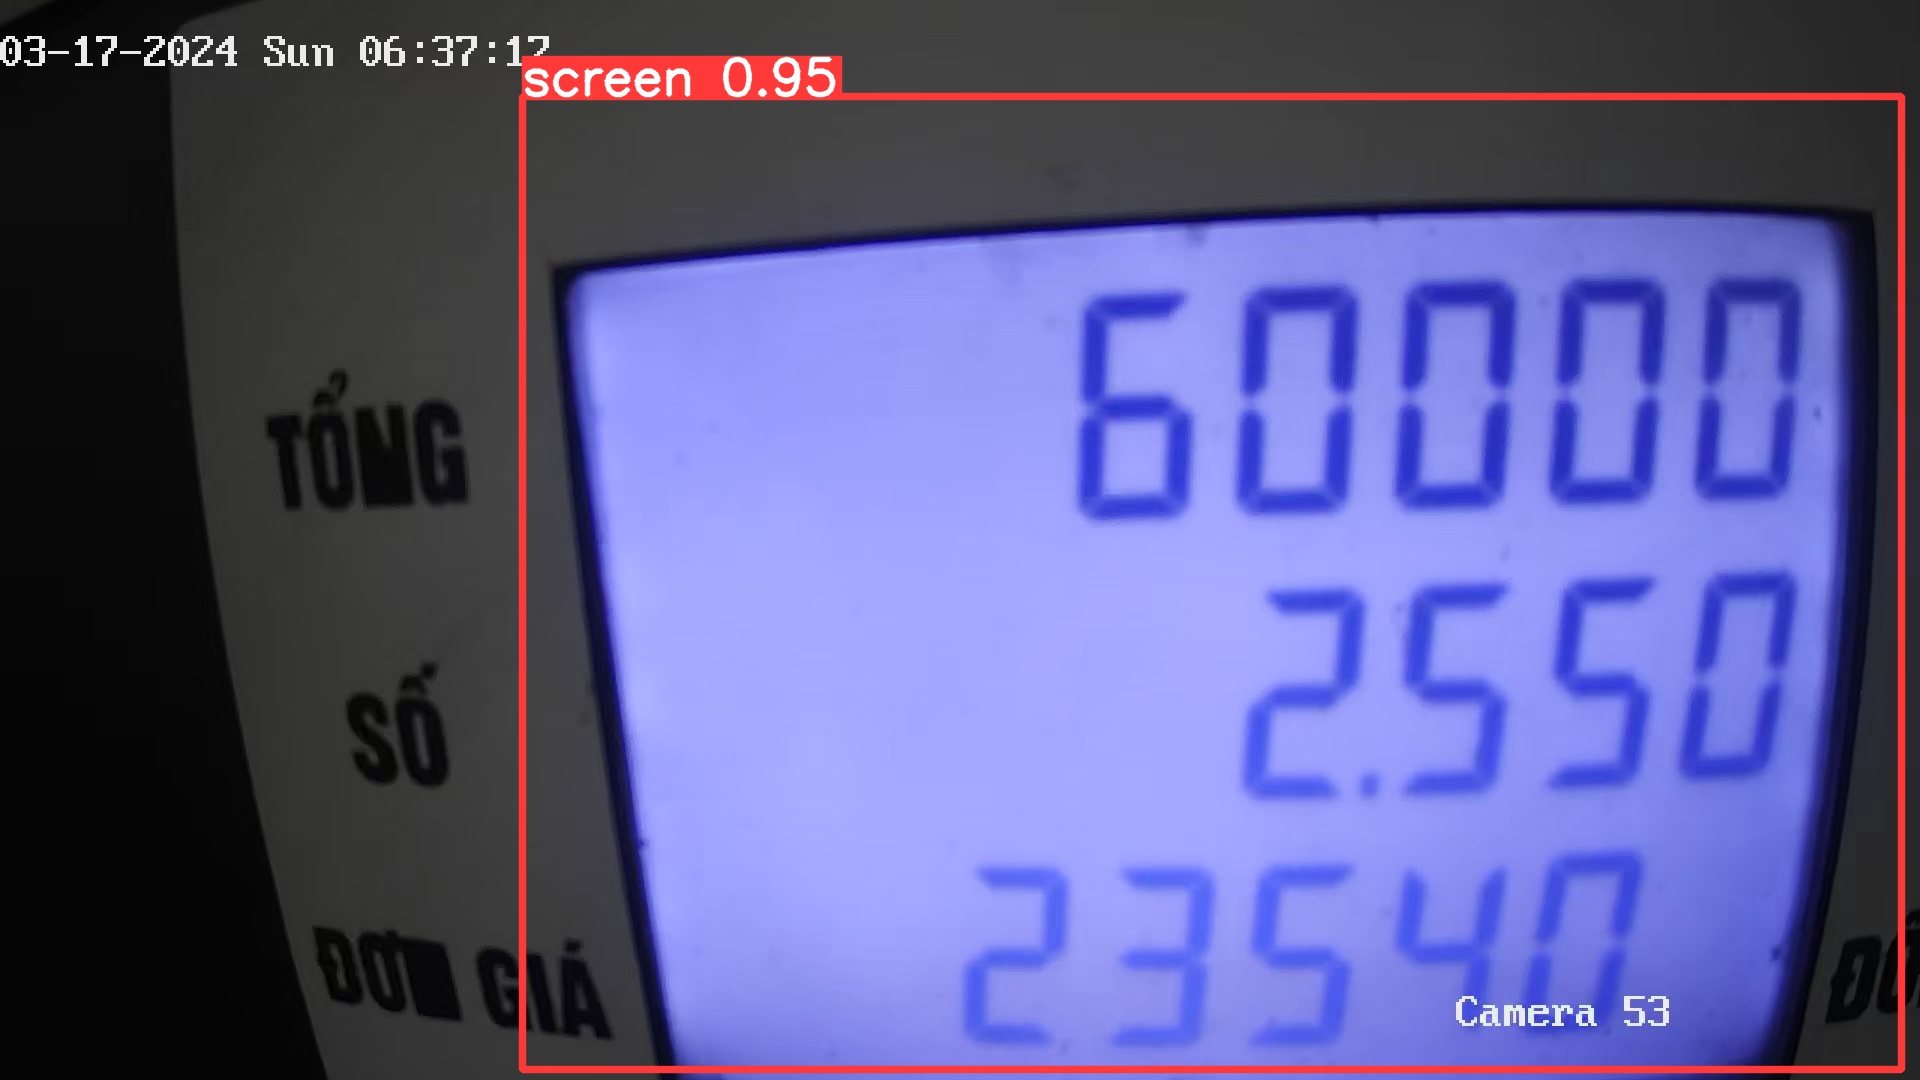 03-17-2024 Sun 06:37:17
screen 0.95
TỔNG 60000
SỐ 2.550
ĐƠN GIÁ 23540
Camera 53